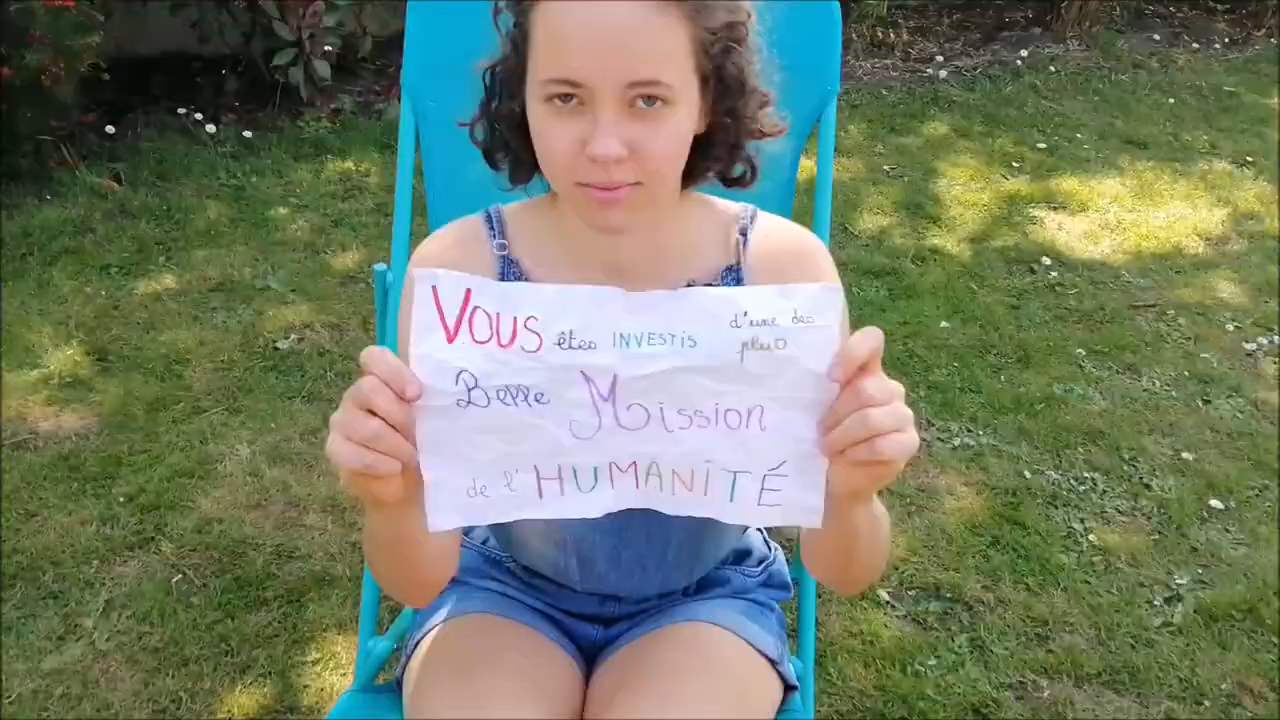 VOUS êtes INVESTIS d'une des
plus
Belle Mission
de l'HUMANITÉ